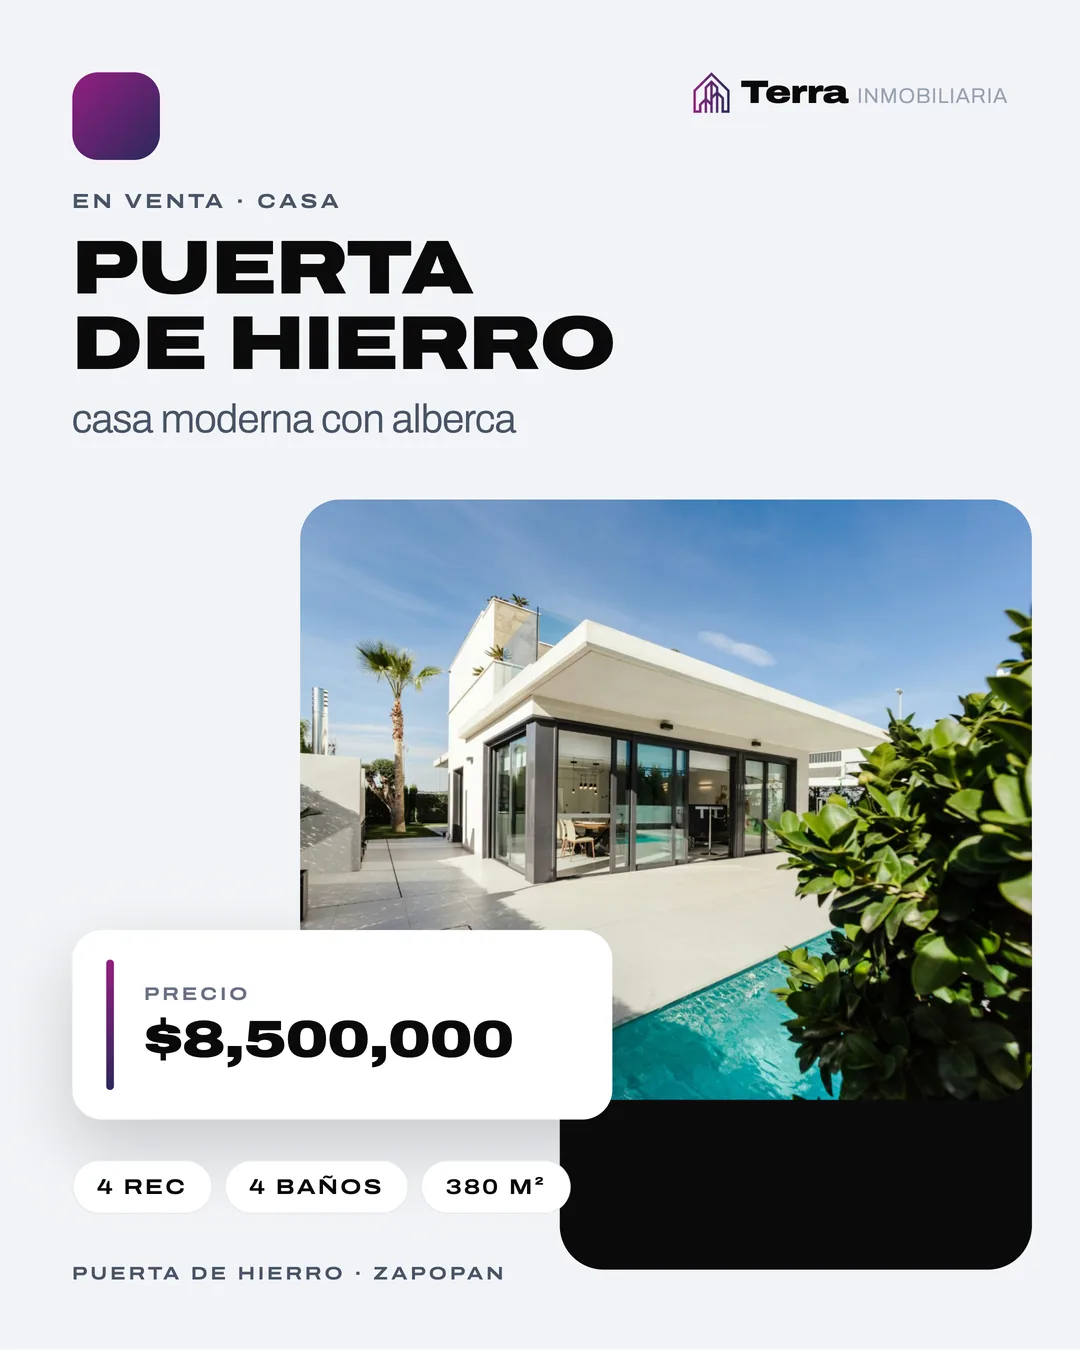 Terra INMOBILIARIA
EN VENTA · CASA
PUERTA
DE HIERRO
casa moderna con alberca
PRECIO
$8,500,000
4 REC
4 BAÑOS
380 M²
PUERTA DE HIERRO · ZAPOPAN